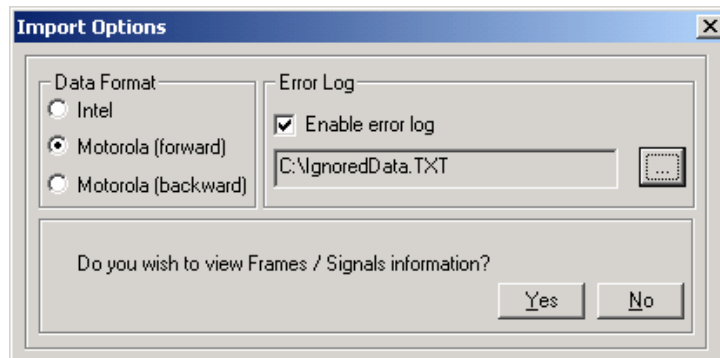 Import Options
Data Format
Intel
Motorola (forward)
Motorola (backward)
Error Log
Enable error log
C:\IgnoredData.TXT
...
Do you wish to view Frames / Signals information?
Yes
No